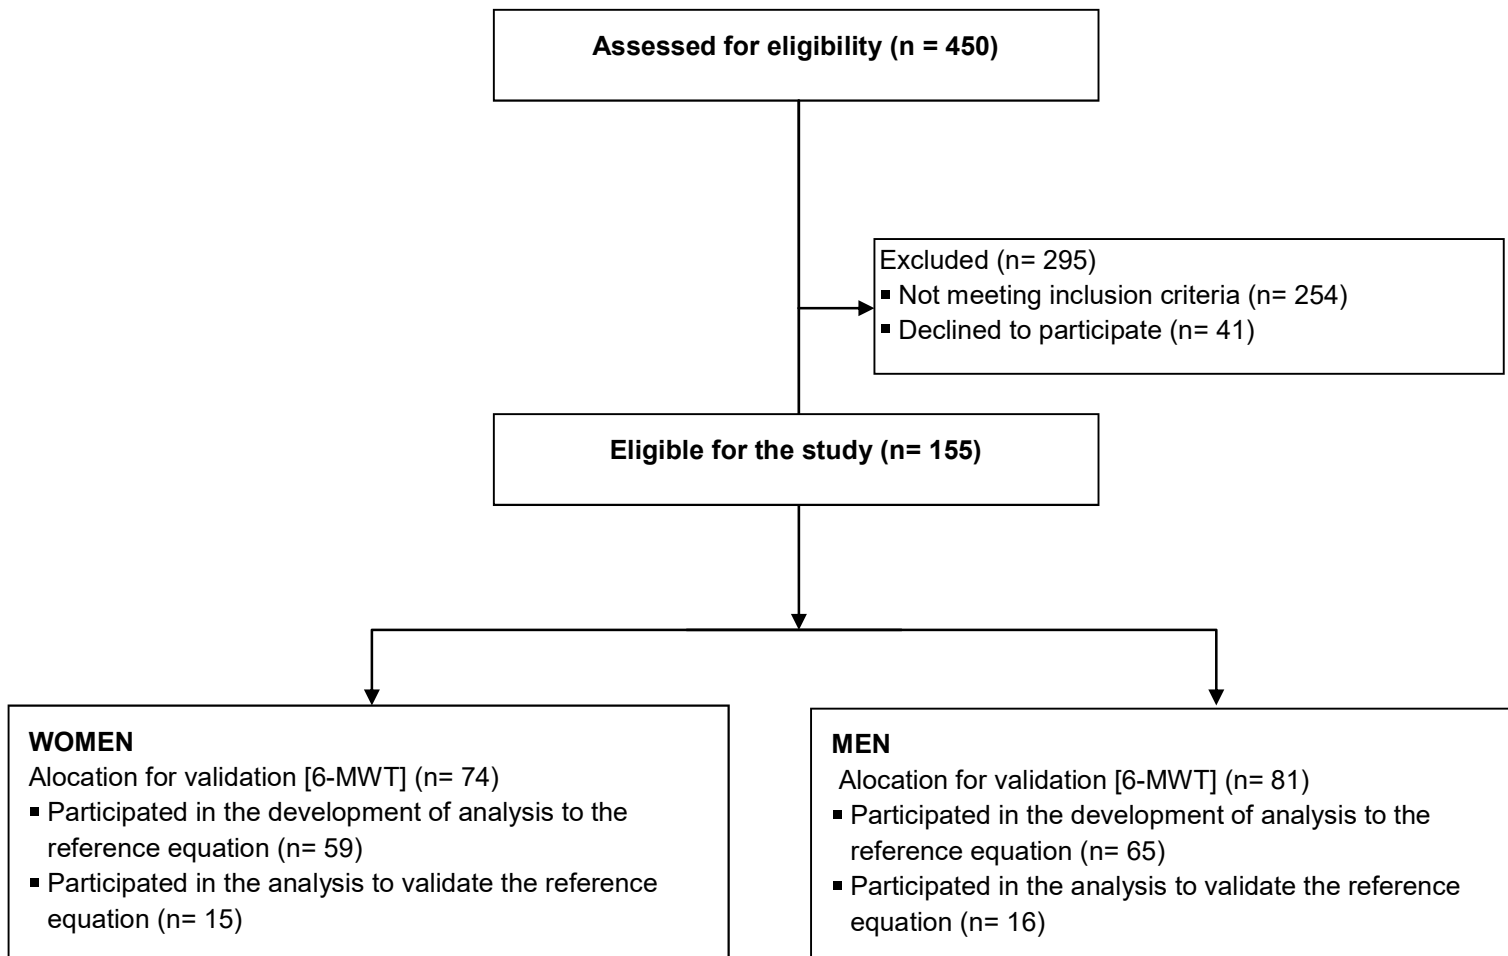 Assessed for eligibility (n = 450)
Excluded (n= 295)
▪ Not meeting inclusion criteria (n= 254)
▪ Declined to participate (n= 41)
Eligible for the study (n= 155)
WOMEN
Alocation for validation [6-MWT] (n= 74)
▪ Participated in the development of analysis to the
reference equation (n= 59)
▪ Participated in the analysis to validate the reference
equation (n= 15)
MEN
Alocation for validation [6-MWT] (n= 81)
▪ Participated in the development of analysis to the
reference equation (n= 65)
▪ Participated in the analysis to validate the reference
equation (n= 16)